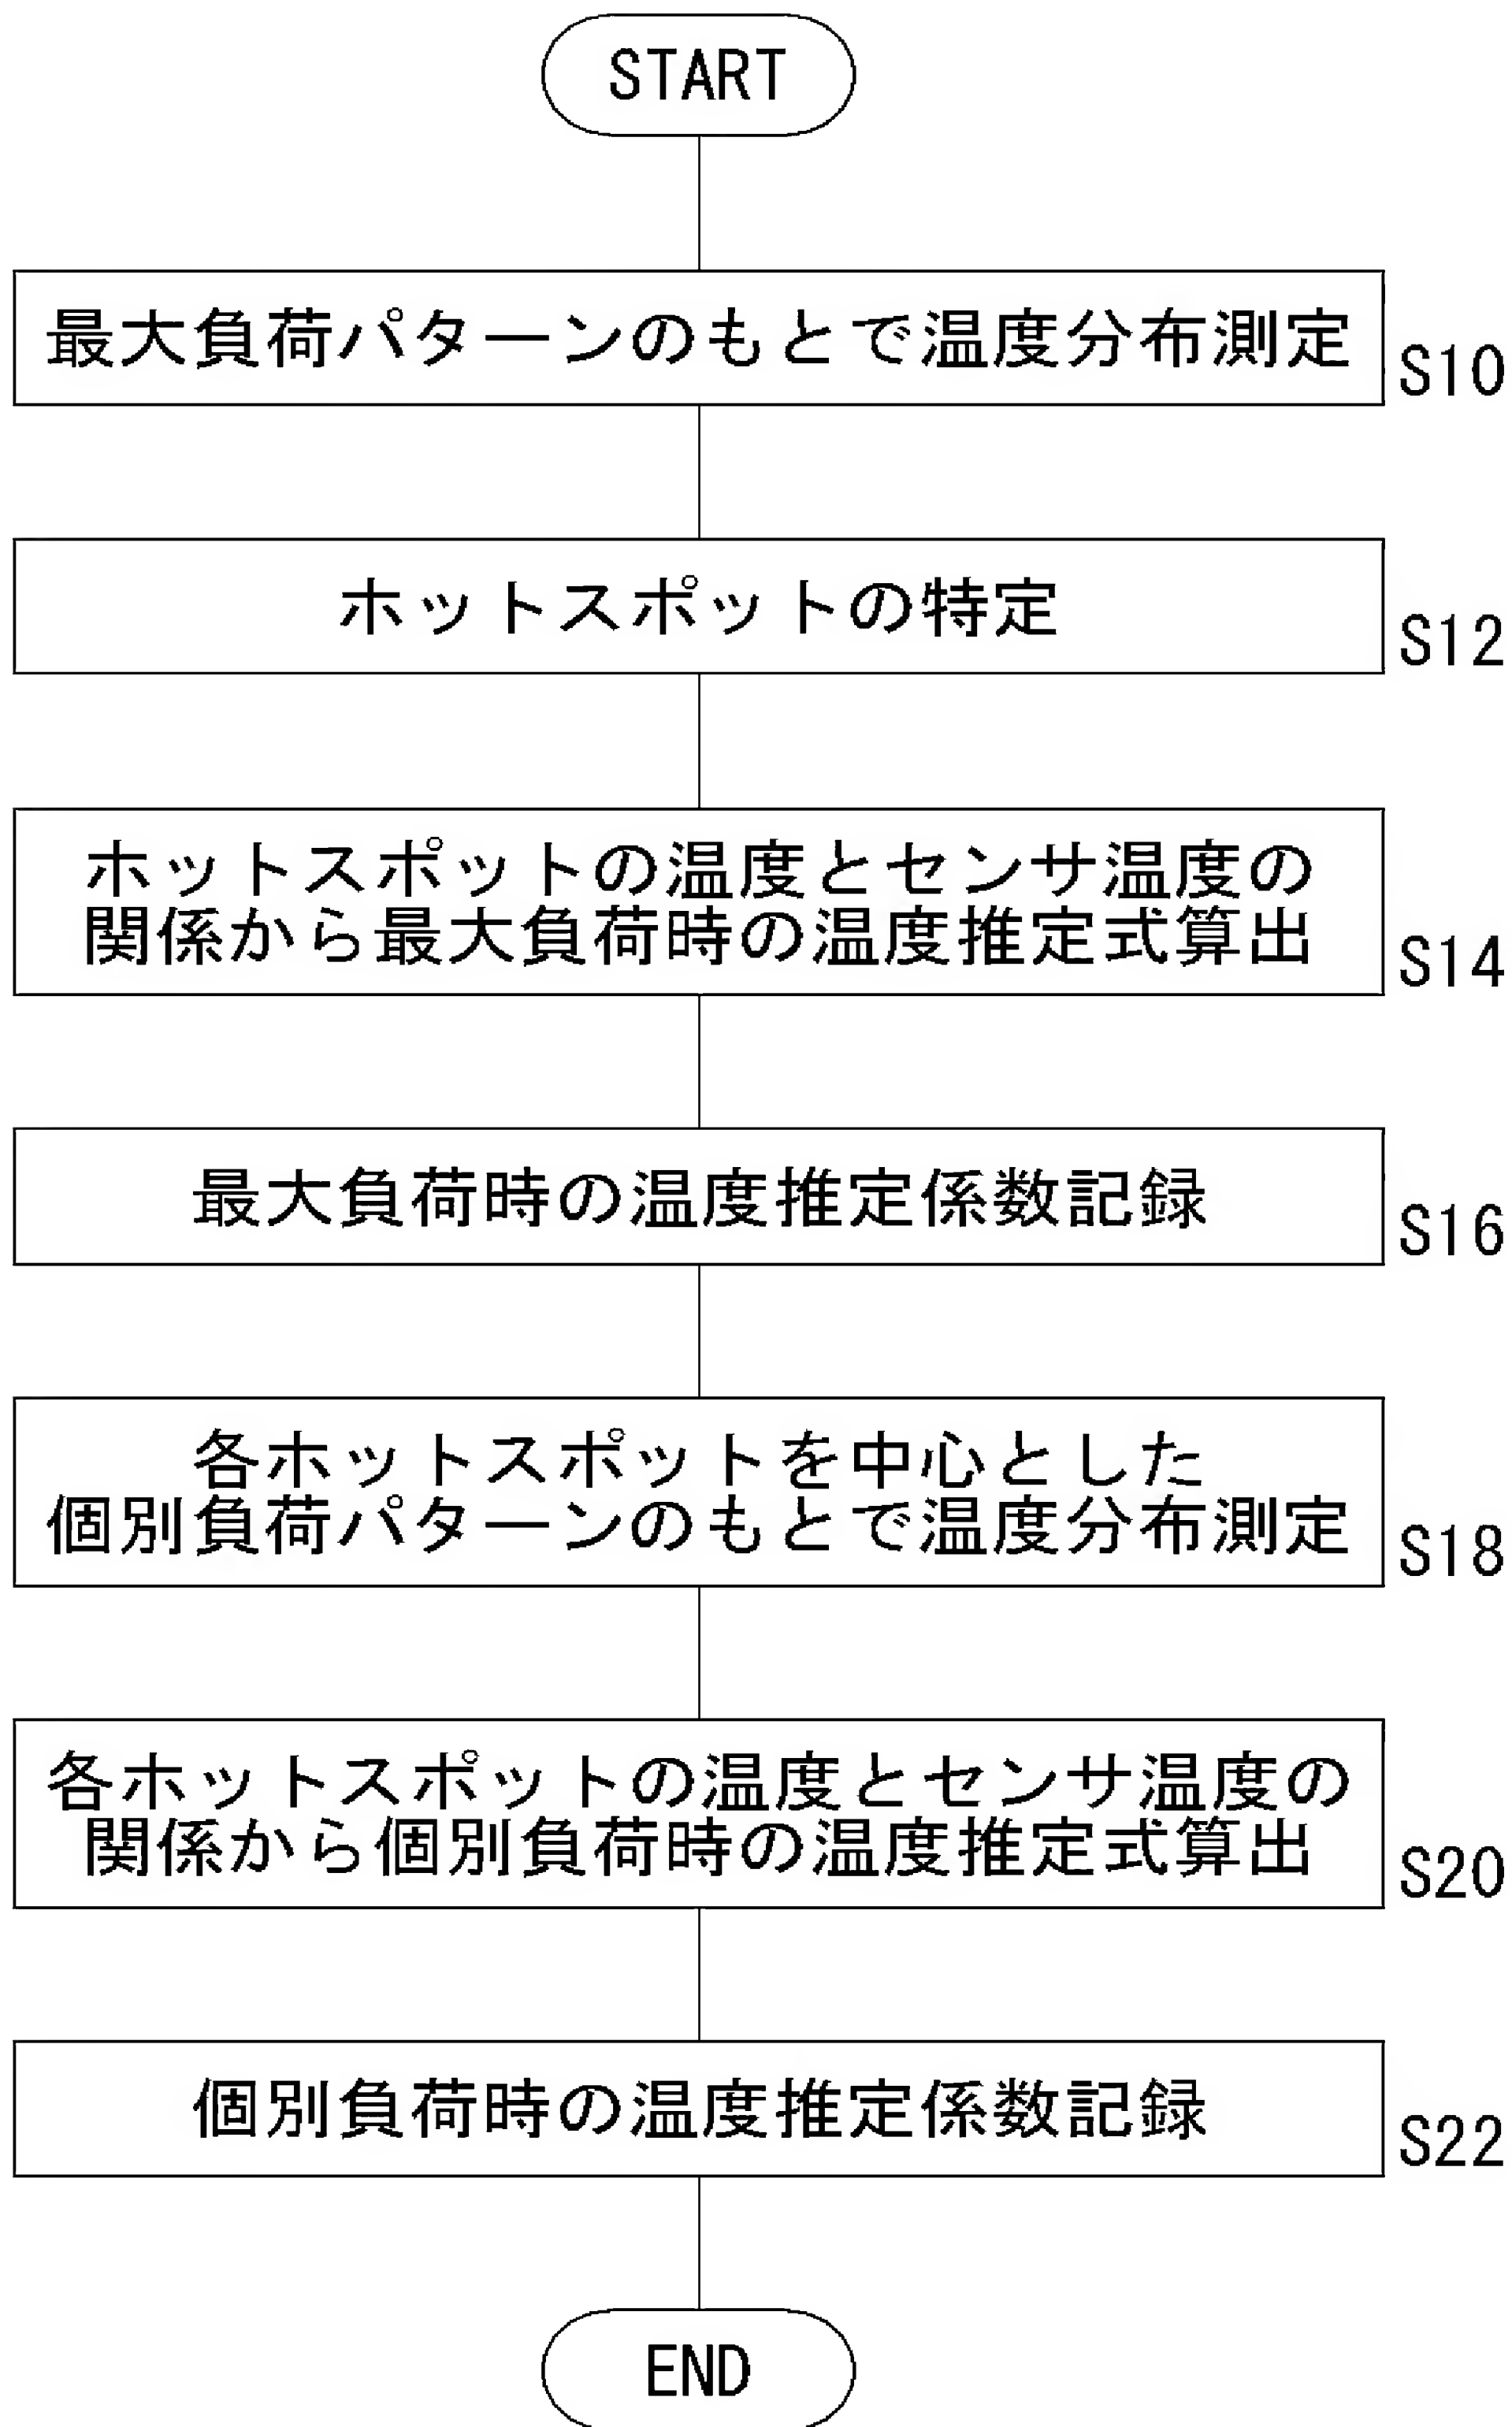 START
最大負荷パターンのもとで温度分布測定
S10
ホットスポットの特定
S12
ホットスポットの温度とセンサ温度の
関係から最大負荷時の温度推定式算出
S14
最大負荷時の温度推定係数記録
S16
各ホットスポットを中心とした
個別負荷パターンのもとで温度分布測定
S18
各ホットスポットの温度とセンサ温度の
関係から個別負荷時の温度推定式算出
S20
個別負荷時の温度推定係数記録
S22
END